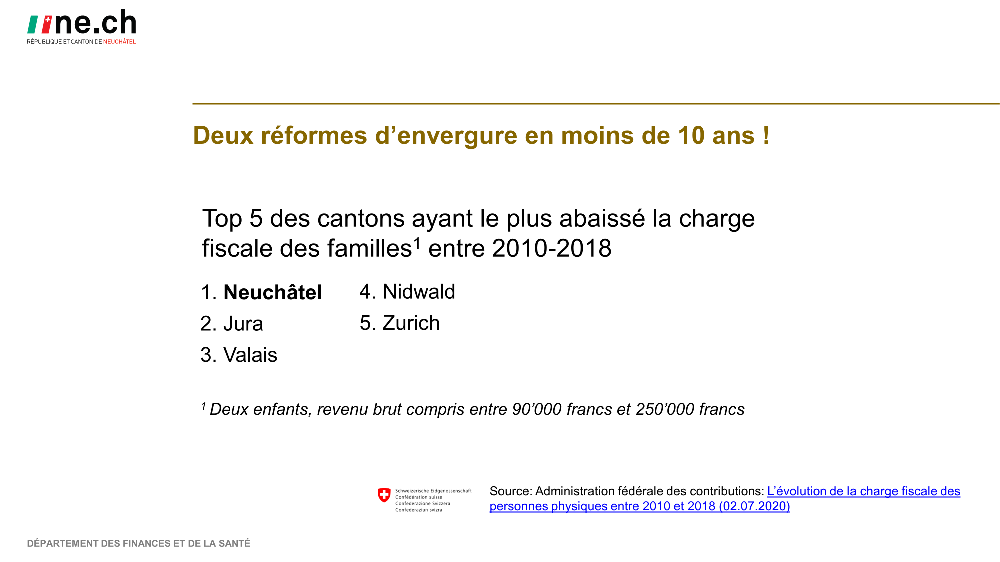 ne.ch
RÉPUBLIQUE ET CANTON DE NEUCHÂTEL
Deux réformes d’envergure en moins de 10 ans !
Top 5 des cantons ayant le plus abaissé la charge
fiscale des familles¹ entre 2010-2018
1. Neuchâtel
2. Jura
3. Valais
4. Nidwald
5. Zurich
¹ Deux enfants, revenu brut compris entre 90’000 francs et 250’000 francs
Schweizerische Eidgenossenschaft
Confédération suisse
Confederazione Svizzera
Confederaziun svizra
Source: Administration fédérale des contributions: L’évolution de la charge fiscale des
personnes physiques entre 2010 et 2018 (02.07.2020)
DÉPARTEMENT DES FINANCES ET DE LA SANTÉ